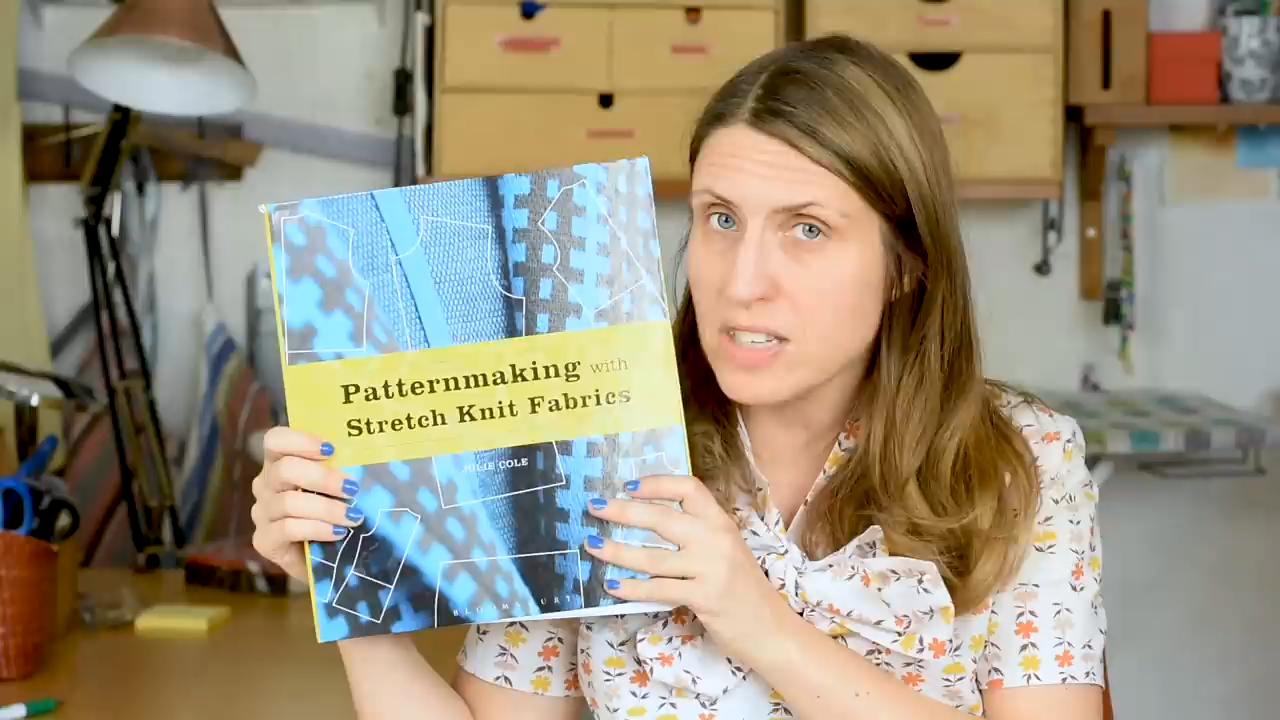 Patternmaking with
Stretch Knit Fabrics
JULIE COLE
BLOOMSBURY